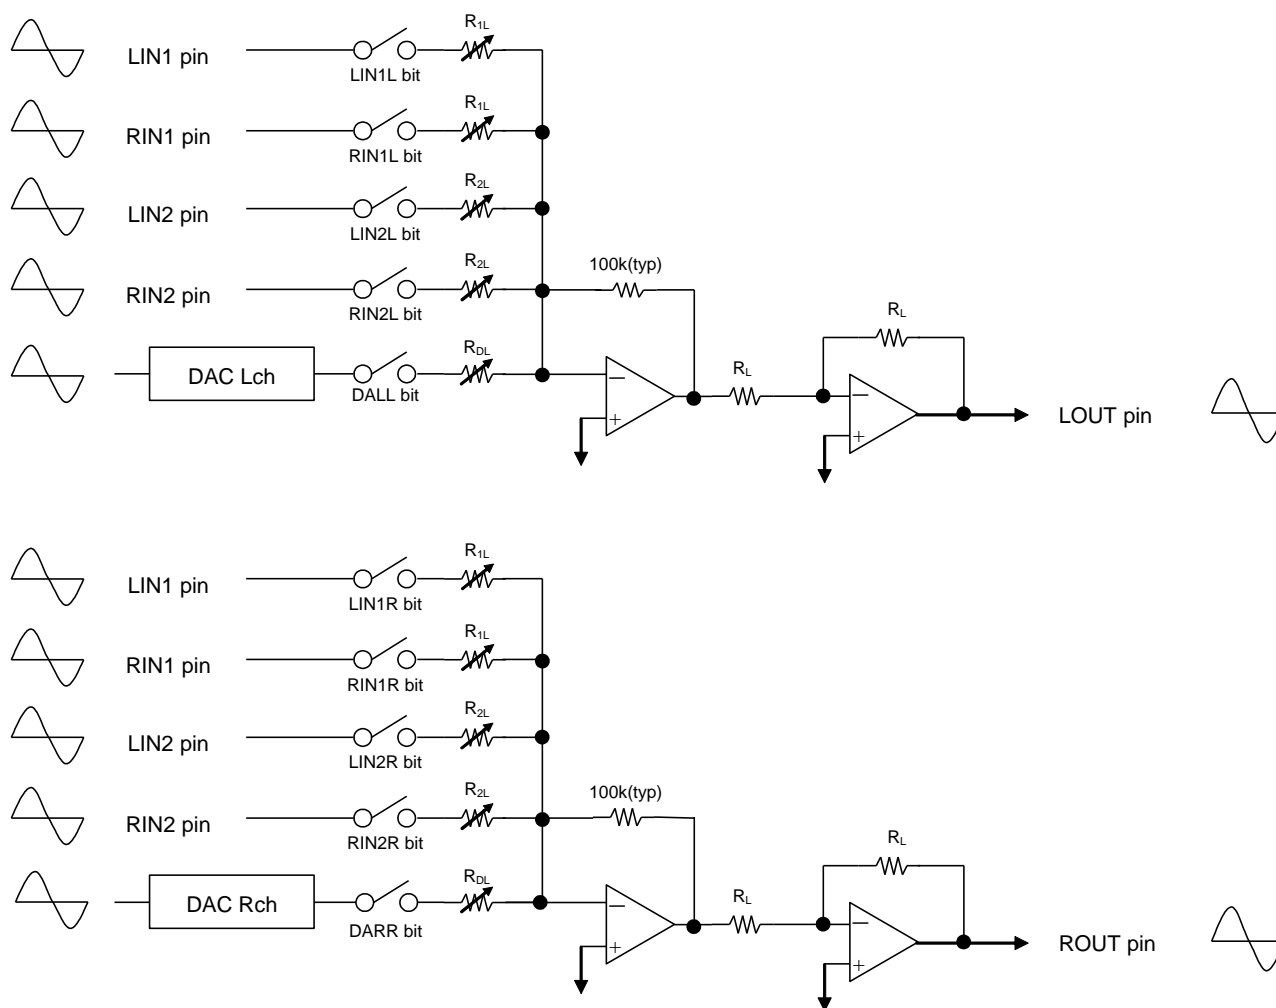 R1L
LIN1 pin
LIN1L bit
R1L
RIN1 pin
RIN1L bit
R2L
LIN2 pin
LIN2L bit
R2L
100k(typ)
RIN2 pin
RIN2L bit
RL
RDL
DAC Lch
RL
DALL bit
−
+
−
+
LOUT pin
R1L
LIN1 pin
LIN1R bit
R1L
RIN1 pin
RIN1R bit
R2L
LIN2 pin
LIN2R bit
R2L
100k(typ)
RIN2 pin
RIN2R bit
RL
RDL
DAC Rch
RL
DARR bit
−
+
−
+
ROUT pin